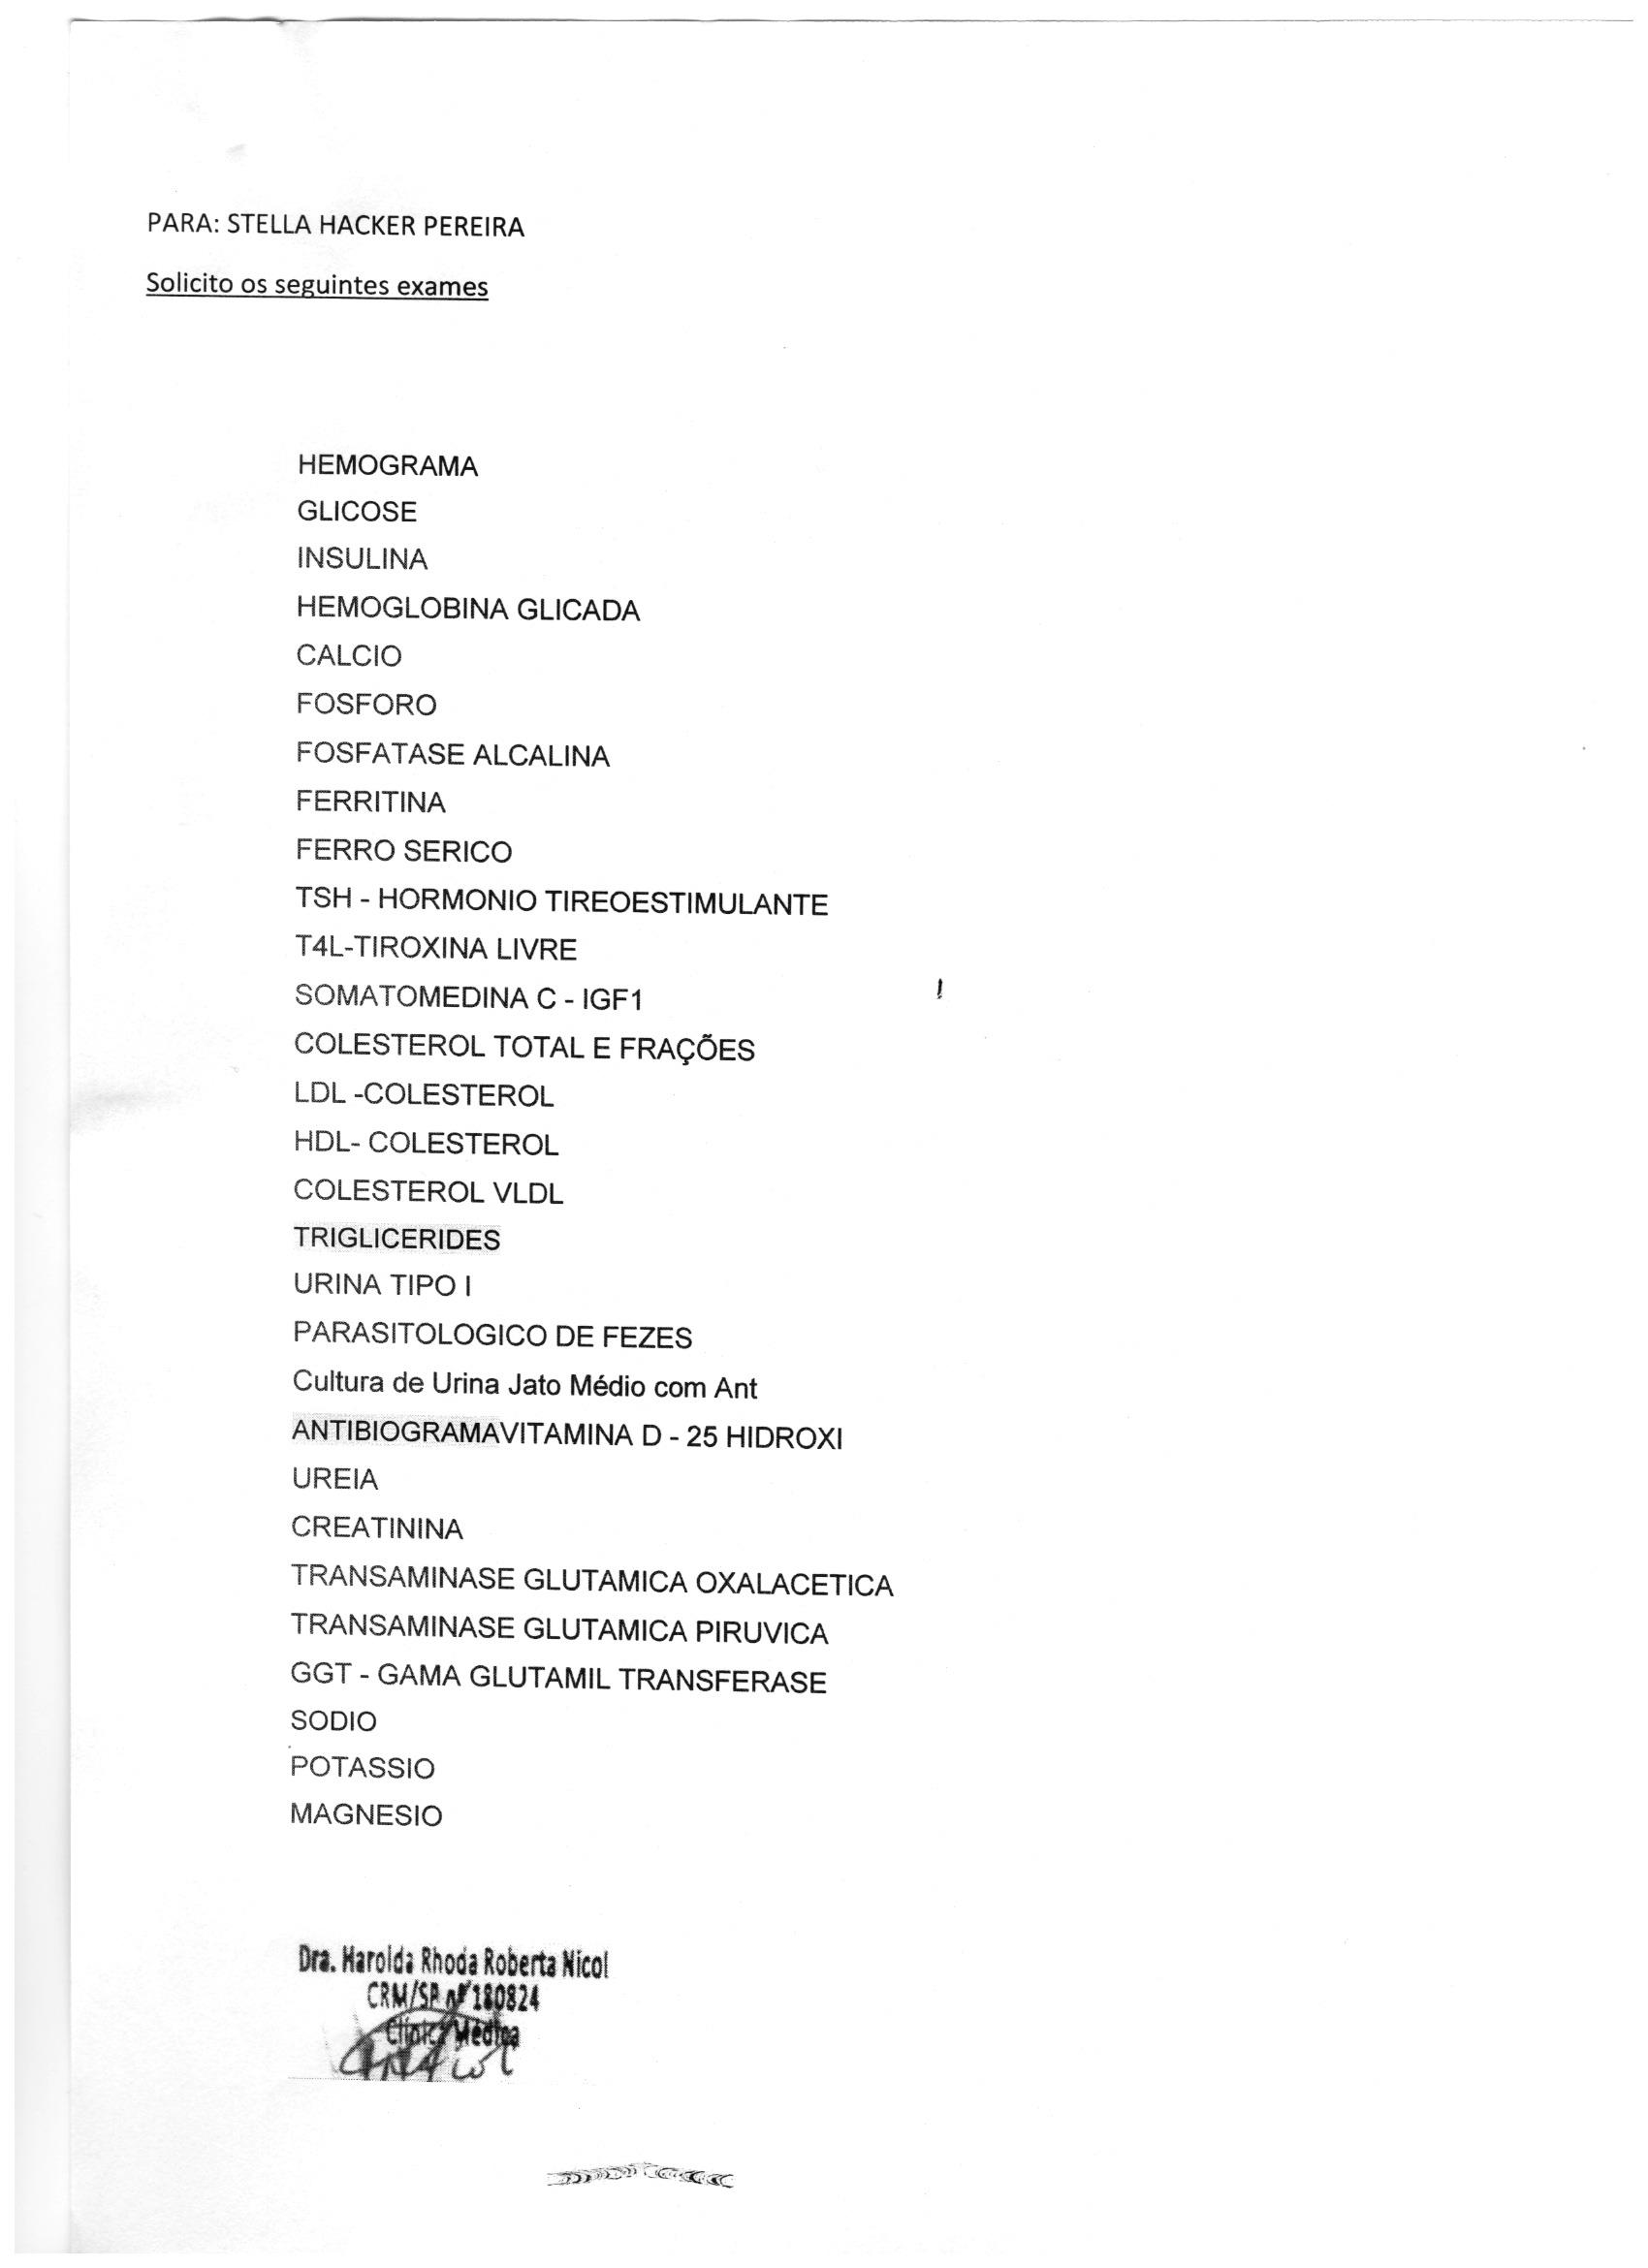 PARA: STELLA HACKER PEREIRA
Solicito os seguintes exames
HEMOGRAMA
GLICOSE
INSULINA
HEMOGLOBINA GLICADA
CALCIO
FOSFORO
FOSFATASE ALCALINA
FERRITINA
FERRO SERICO
TSH - HORMONIO TIREOESTIMULANTE
T4L-TIROXINA LIVRE
SOMATOMEDINA C - IGF1
COLESTEROL TOTAL E FRAÇÕES
LDL -COLESTEROL
HDL- COLESTEROL
COLESTEROL VLDL
TRIGLICERIDES
URINA TIPO I
PARASITOLOGICO DE FEZES
Cultura de Urina Jato Médio com Ant
ANTIBIOGRAMAVITAMINA D - 25 HIDROXI
UREIA
CREATININA
TRANSAMINASE GLUTAMICA OXALACETICA
TRANSAMINASE GLUTAMICA PIRUVICA
GGT - GAMA GLUTAMIL TRANSFERASE
SODIO
POTASSIO
MAGNESIO
Dra. Harolda Rhoda Roberta Nicol
CRM/SP nº 180824
Clínica Médica